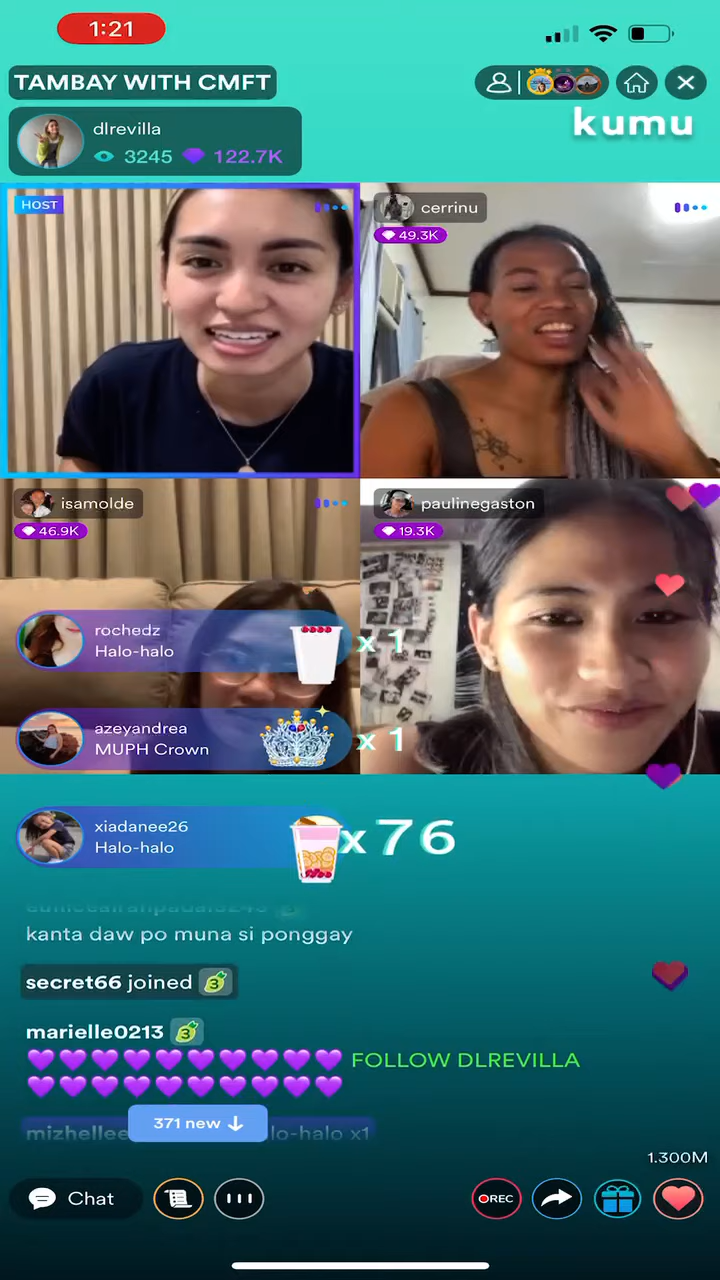 1:21
TAMBAY WITH CMFT
kumu
dlrevilla
3245 122.7K
HOST
cerrinu
49.3K
isamolde
46.9K
paulinegaston
19.3K
rochedz
Halo-halo
x 1
azeyandrea
MUPH Crown
x 1
xiadanee26
Halo-halo
x 76
kanta daw po muna si ponggay
secret66 joined 3
marielle0213 3
💜💜💜💜💜💜💜💜💜💜 FOLLOW DLREVILLA
💜💜💜💜💜💜💜💜💜💜
371 new ↓
lo-halo x1
1.300M
Chat
REC